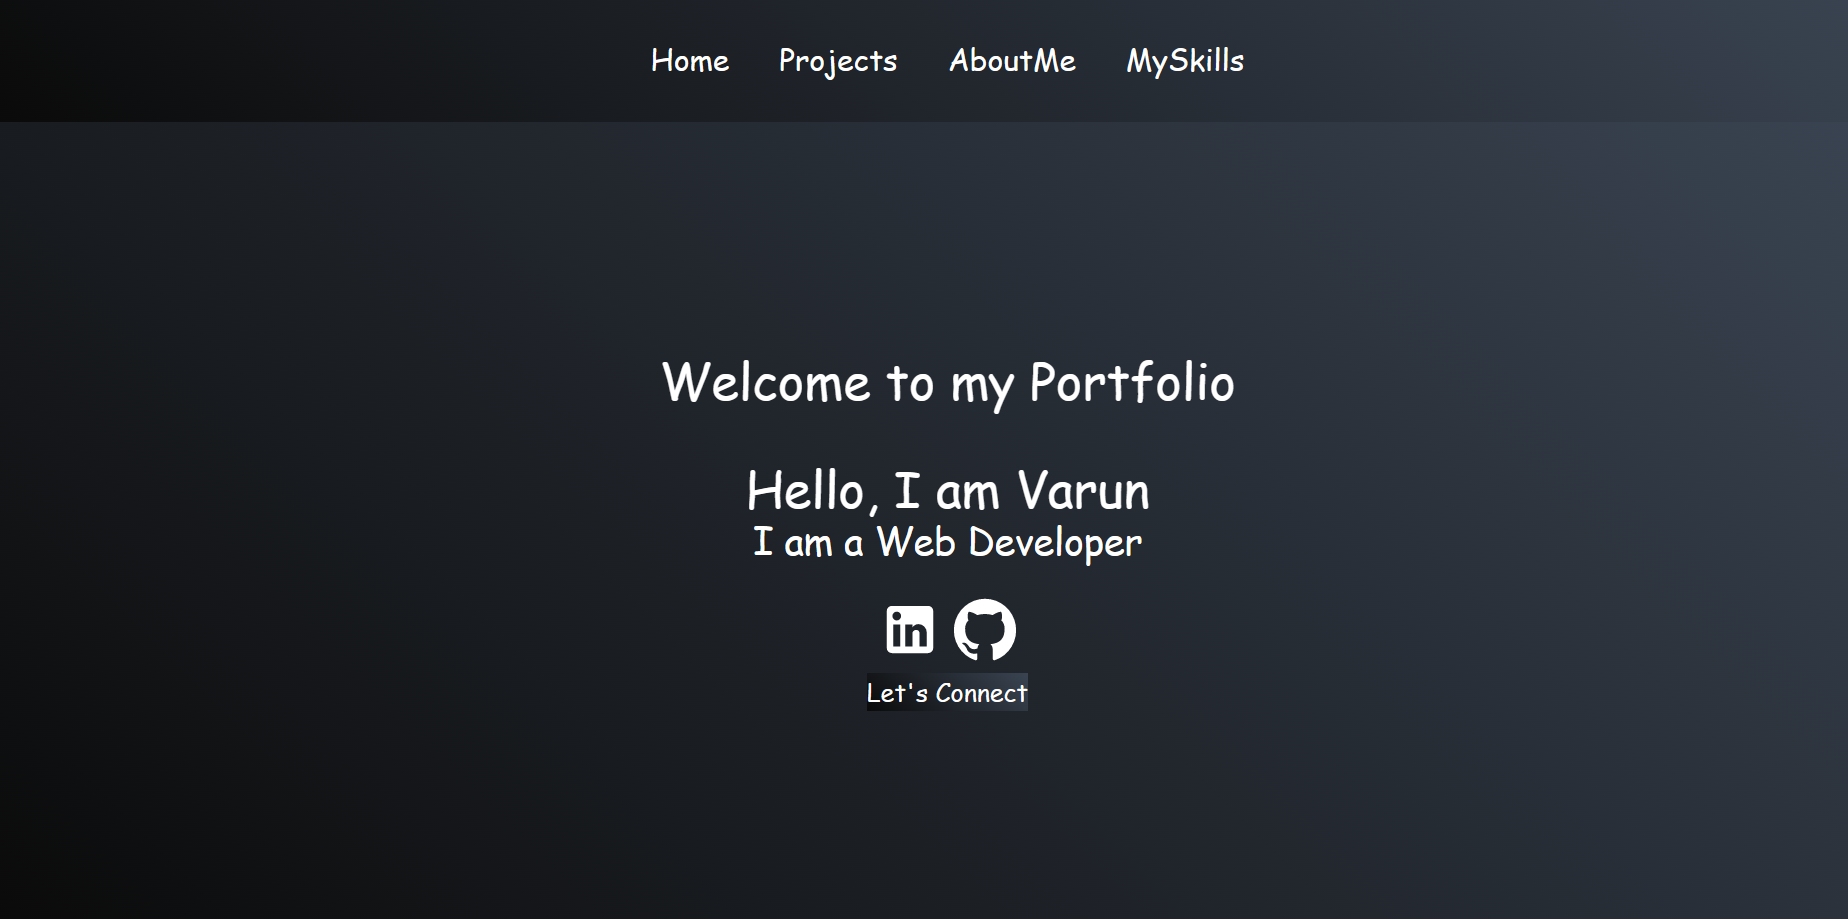 Home Projects AboutMe MySkills
Welcome to my Portfolio
Hello, I am Varun
I am a Web Developer
in
Let's Connect